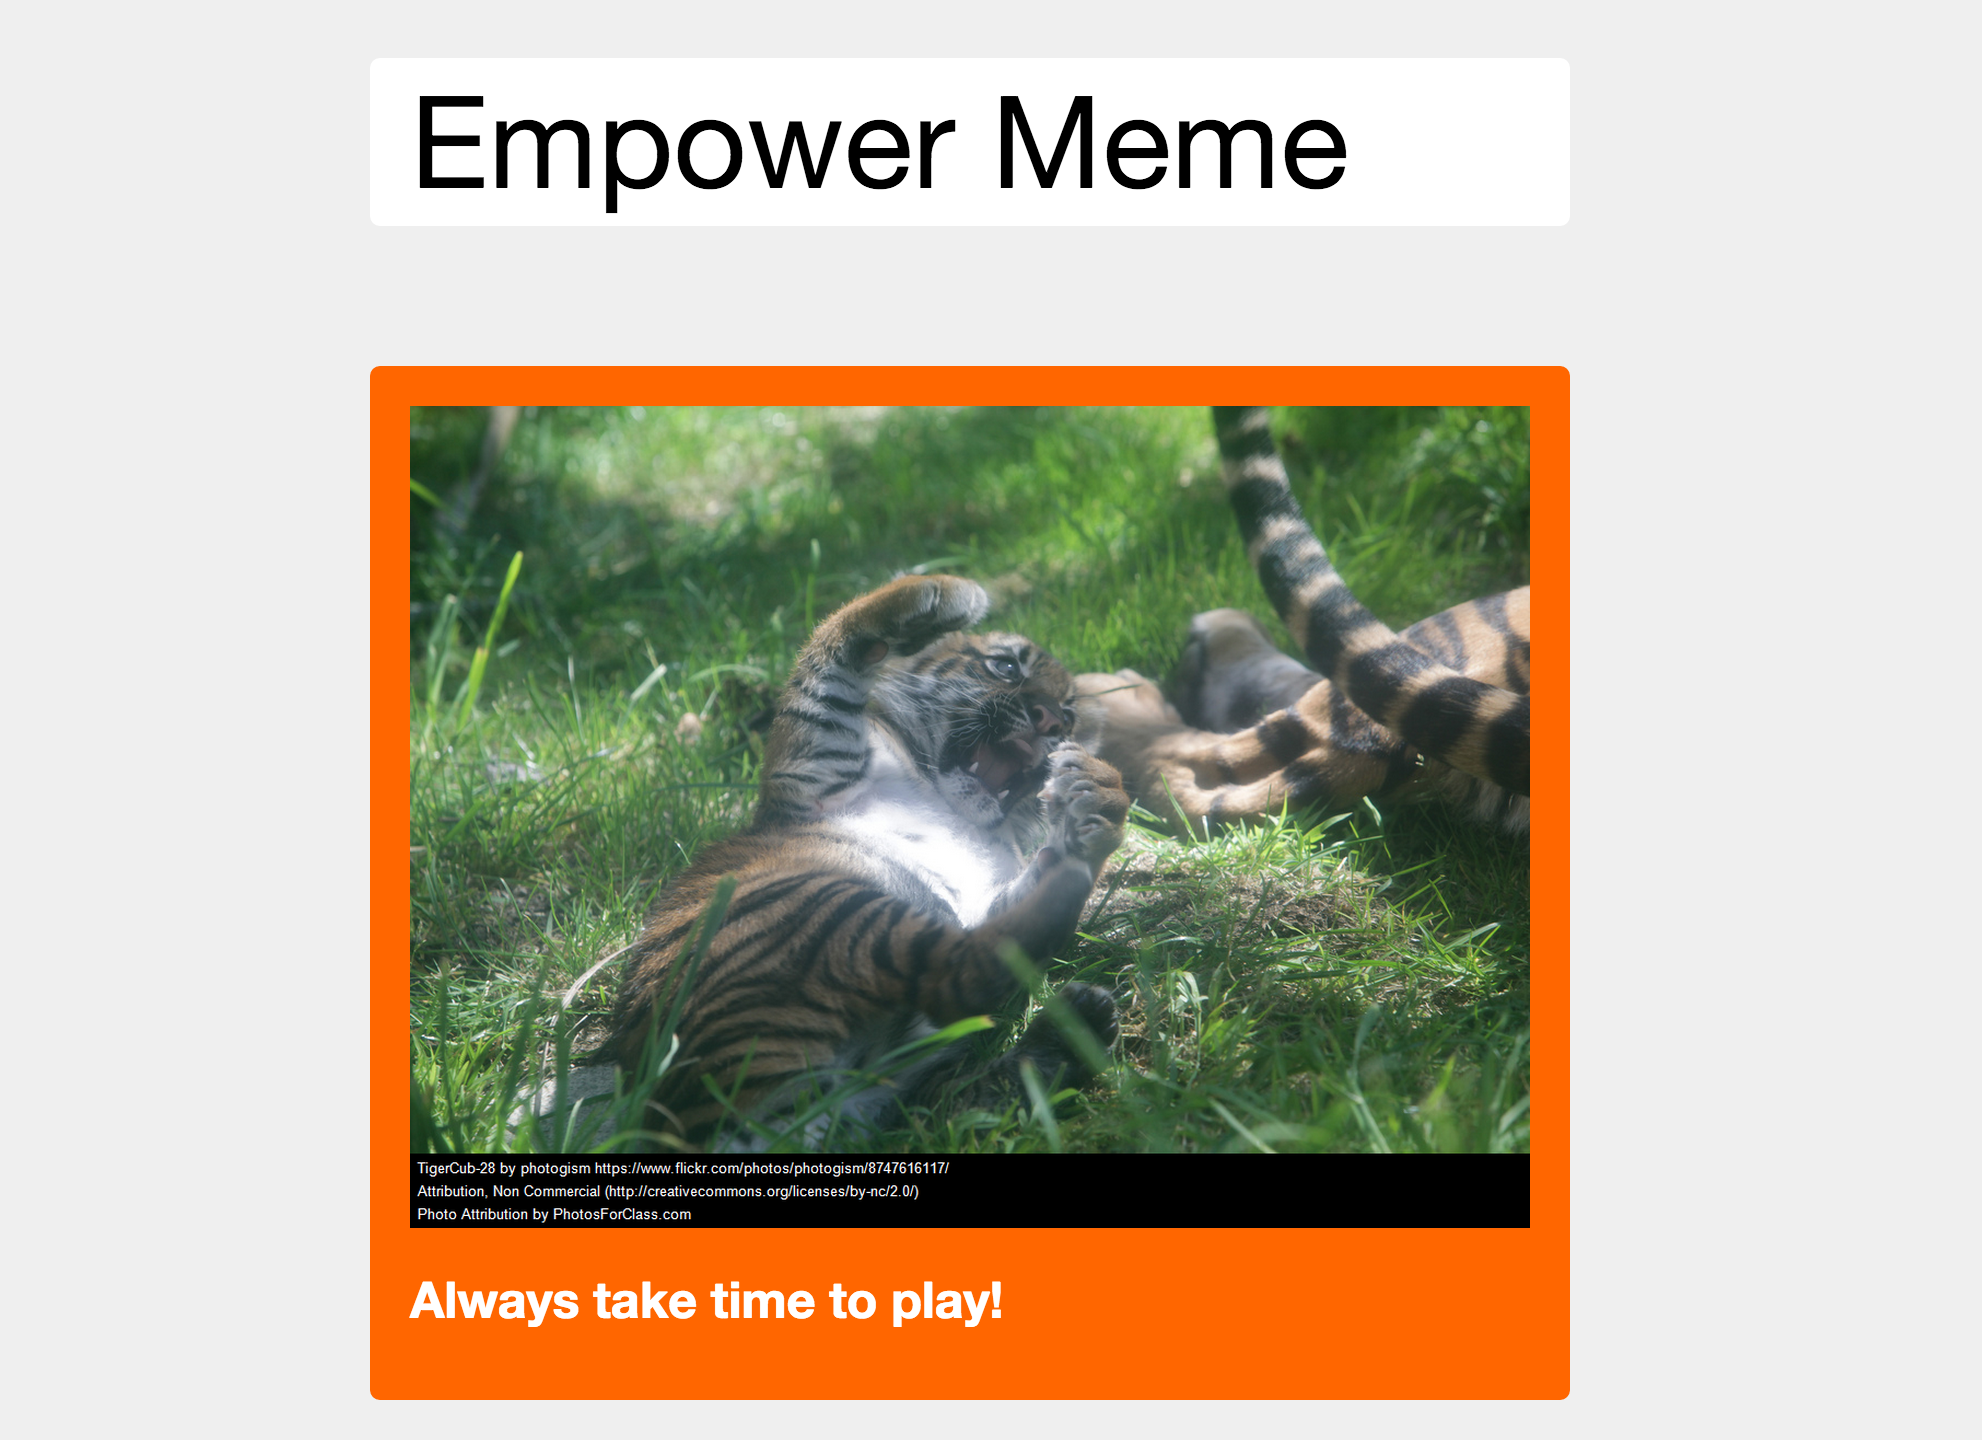 Empower Meme
TigerCub-28 by photogism https://www.flickr.com/photos/photogism/8747616117/
Attribution, Non Commercial (http://creativecommons.org/licenses/by-nc/2.0/)
Photo Attribution by PhotosForClass.com
Always take time to play!